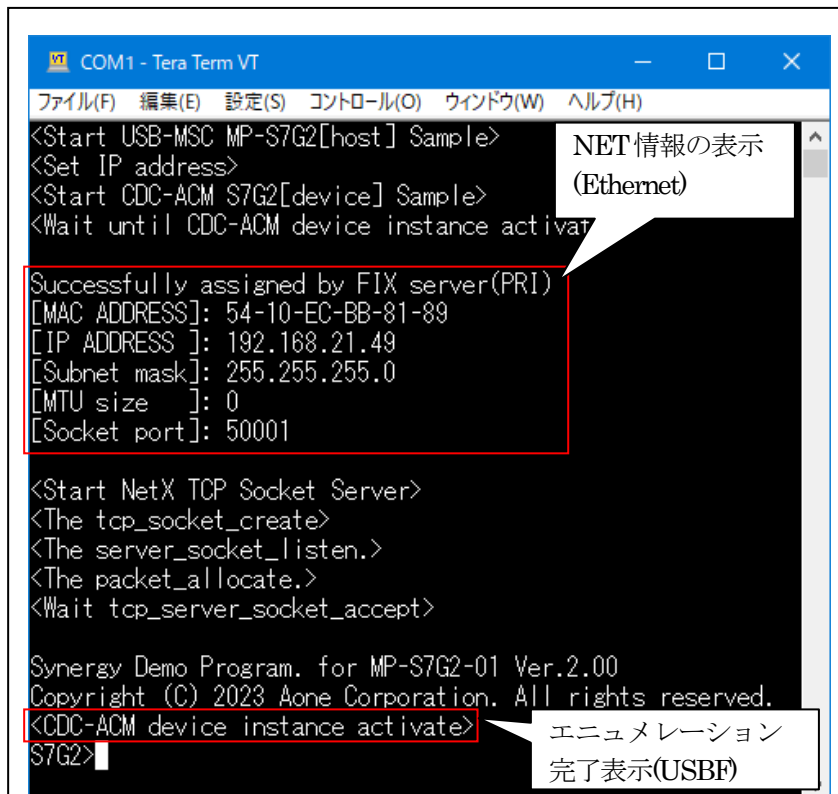 COM1 - Tera Term VT
ファイル(F) 編集(E) 設定(S) コントロール(O) ウィンドウ(W) ヘルプ(H)
<Start USB-MSC MP-S7G2[host] Sample>
<Set IP address>
<Start CDC-ACM S7G2[device] Sample>
<Wait until CDC-ACM device instance activat
NET情報の表示
(Ethernet)
Successfully assigned by FIX server(PRI)
[MAC ADDRESS]: 54-10-EC-BB-81-89
[IP ADDRESS ]: 192.168.21.49
[Subnet mask]: 255.255.255.0
[MTU size   ]: 0
[Socket port]: 50001
<Start NetX TCP Socket Server>
<The tcp_socket_create>
<The server_socket_listen.>
<The packet_allocate.>
<Wait tcp_server_socket_accept>
Synergy Demo Program. for MP-S7G2-01 Ver.2.00
Copyright (C) 2023 Aone Corporation. All rights reserved.
<CDC-ACM device instance activate>
S7G2>
エニュメレーション
完了表示(USBF)